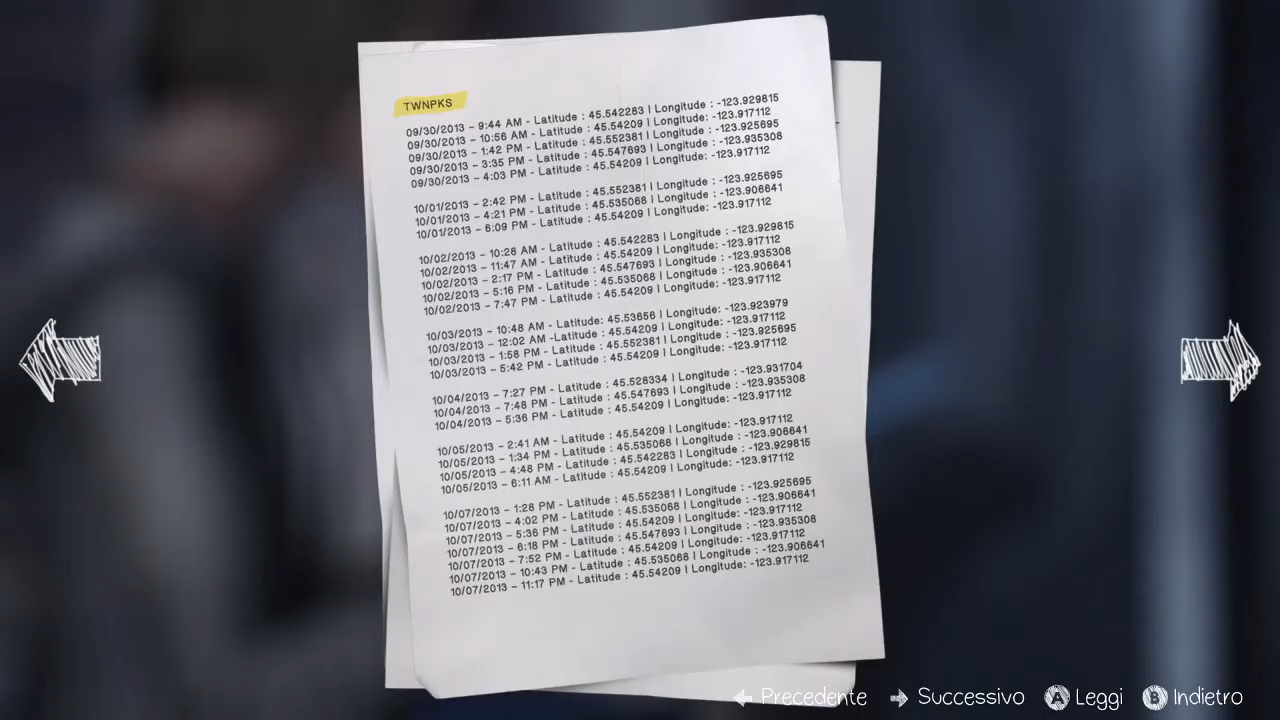 TWNPKS
09/30/2013 - 9:44 AM - Latitude : 45.542283 | Longitude : -123.929815
09/30/2013 - 10:56 AM - Latitude : 45.54209 | Longitude: -123.917112
09/30/2013 - 1:42 PM - Latitude : 45.552381 | Longitude : -123.925695
09/30/2013 - 3:35 PM - Latitude : 45.547693 | Longitude : -123.935308
09/30/2013 - 4:03 PM - Latitude : 45.54209 | Longitude: -123.917112
10/01/2013 - 2:42 PM - Latitude : 45.552381 | Longitude : -123.925695
10/01/2013 - 4:21 PM - Latitude : 45.535068 | Longitude : -123.906641
10/01/2013 - 6:09 PM - Latitude : 45.54209 | Longitude: -123.917112
10/02/2013 - 10:28 AM - Latitude : 45.542283 | Longitude : -123.929815
10/02/2013 - 11:47 AM - Latitude : 45.54209 | Longitude: -123.917112
10/02/2013 - 2:17 PM - Latitude : 45.547693 | Longitude : -123.935308
10/02/2013 - 5:16 PM - Latitude : 45.535068 | Longitude : -123.906641
10/02/2013 - 7:47 PM - Latitude : 45.54209 | Longitude: -123.917112
10/03/2013 - 10:48 AM - Latitude: 45.53656 | Longitude : -123.923979
10/03/2013 - 12:02 AM -Latitude : 45.54209 | Longitude: -123.917112
10/03/2013 - 1:58 PM - Latitude : 45.552381 | Longitude : -123.925695
10/03/2013 - 5:42 PM - Latitude : 45.54209 | Longitude: -123.917112
10/04/2013 - 7:27 PM - Latitude : 45.528334 | Longitude : -123.931704
10/04/2013 - 7:48 PM - Latitude : 45.547693 | Longitude : -123.935308
10/04/2013 - 5:36 PM - Latitude : 45.54209 | Longitude: -123.917112
10/05/2013 - 2:41 AM - Latitude : 45.54209 | Longitude: -123.917112
10/05/2013 - 1:34 PM - Latitude : 45.535068 | Longitude : -123.906641
10/05/2013 - 4:48 PM - Latitude : 45.542283 | Longitude : -123.929815
10/05/2013 - 6:11 AM - Latitude : 45.54209 | Longitude: -123.917112
10/07/2013 - 1:28 PM - Latitude : 45.552381 | Longitude : -123.925695
10/07/2013 - 4:02 PM - Latitude : 45.535068 | Longitude : -123.906641
10/07/2013 - 5:36 PM - Latitude : 45.54209 | Longitude: -123.917112
10/07/2013 - 6:18 PM - Latitude : 45.547693 | Longitude : -123.935308
10/07/2013 - 7:52 PM - Latitude : 45.54209 | Longitude: -123.917112
10/07/2013 - 10:43 PM - Latitude : 45.535068 | Longitude : -123.906641
10/07/2013 - 11:17 PM - Latitude : 45.54209 | Longitude: -123.917112
Precedente Successivo A Leggi B Indietro